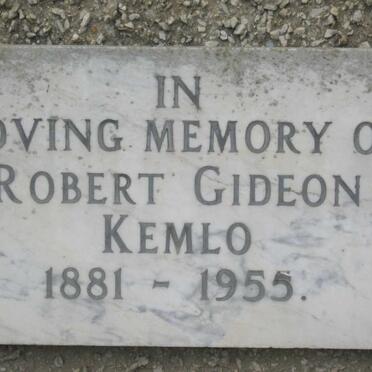 IN
OVING MEMORY O
ROBERT GIDEON
KEMLO
1881 - 1955.